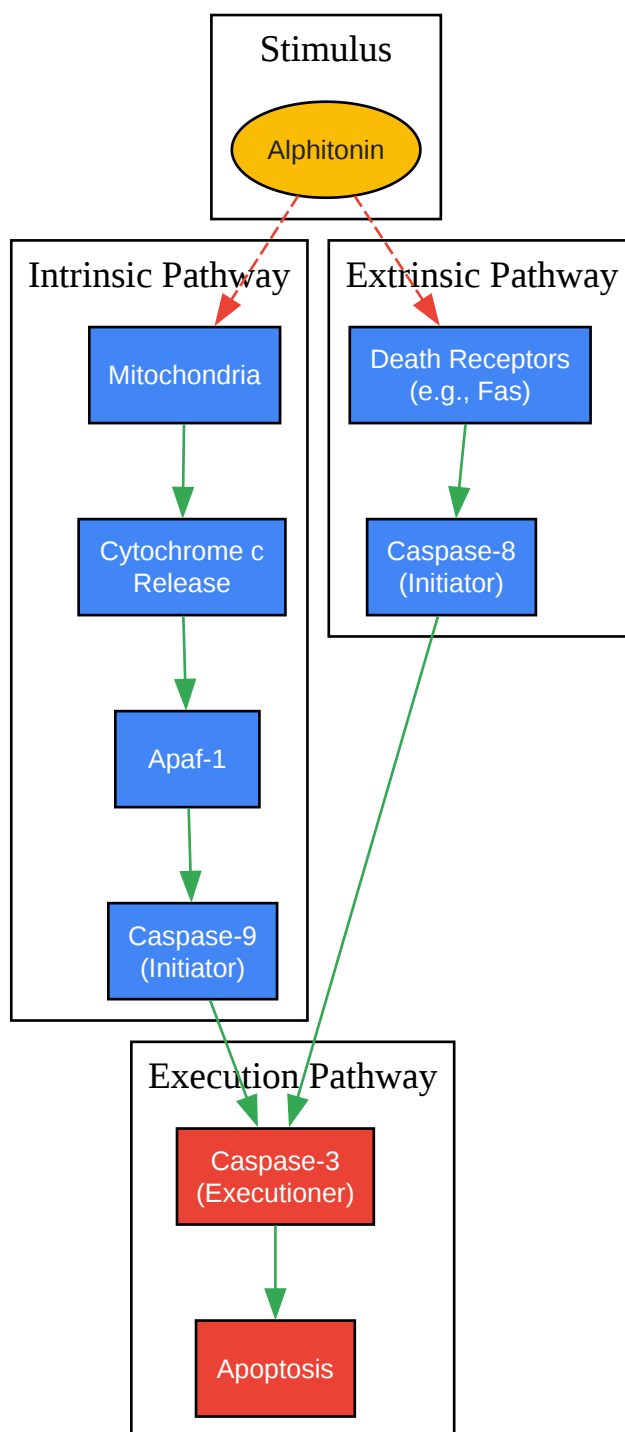 Stimulus
Alphitonin
Intrinsic Pathway
Mitochondria
Cytochrome c
Release
Apaf-1
Caspase-9
(Initiator)
Extrinsic Pathway
Death Receptors
(e.g., Fas)
Caspase-8
(Initiator)
Execution Pathway
Caspase-3
(Executioner)
Apoptosis